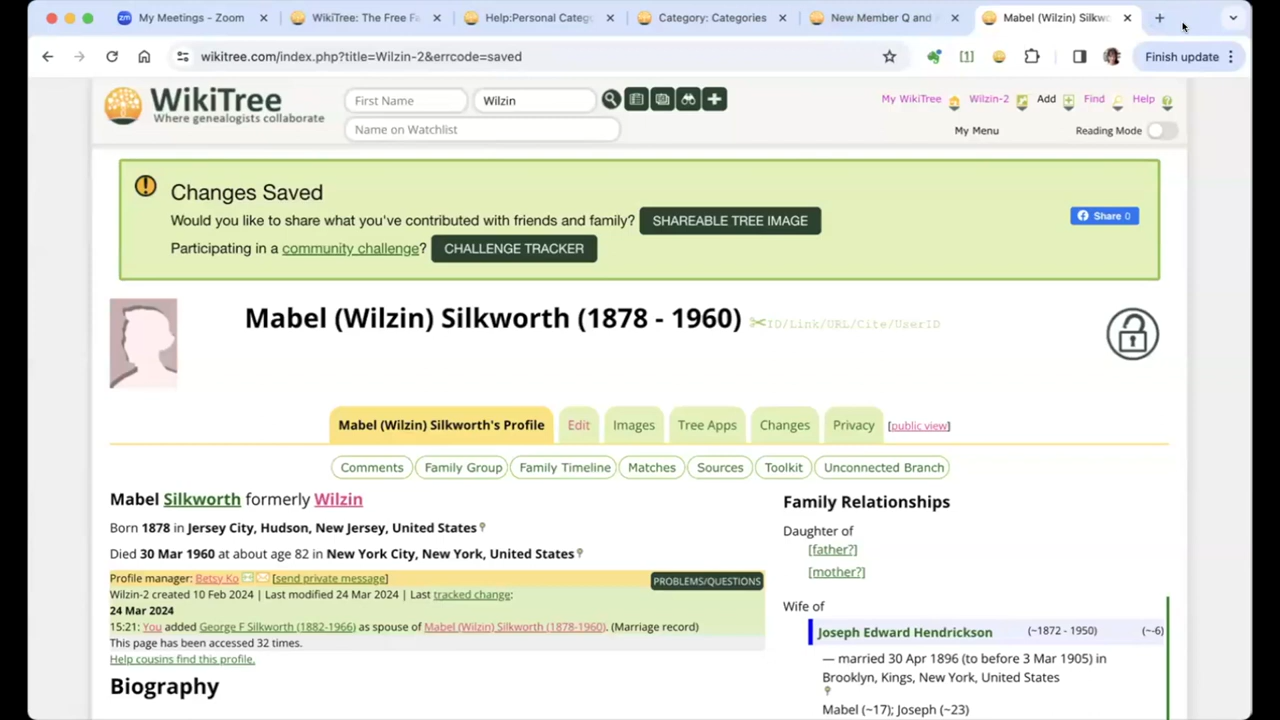 My Meetings - Zoom
WikiTree: The Free F
Help:Personal Categ
Category: Categories
New Member Q and
Mabel (Wilzin) Silkwo
wikitree.com/index.php?title=Wilzin-2&errcode=saved
[1]
Finish update
WikiTree
Where genealogists collaborate
First Name
Wilzin
Name on Watchlist
My WikiTree
Wilzin-2
Add
Find
Help
My Menu
Reading Mode
Changes Saved
Would you like to share what you've contributed with friends and family? SHAREABLE TREE IMAGE
Share 0
Participating in a community challenge? CHALLENGE TRACKER
Mabel (Wilzin) Silkworth (1878 - 1960) ID/Link/URL/Cite/UserID
Mabel (Wilzin) Silkworth's Profile
Edit
Images
Tree Apps
Changes
Privacy
[public view]
Comments
Family Group
Family Timeline
Matches
Sources
Toolkit
Unconnected Branch
Mabel Silkworth formerly Wilzin
Born 1878 in Jersey City, Hudson, New Jersey, United States
Died 30 Mar 1960 at about age 82 in New York City, New York, United States
Profile manager: Betsy Ko [send private message]
PROBLEMS/QUESTIONS
Wilzin-2 created 10 Feb 2024 | Last modified 24 Mar 2024 | Last tracked change:
24 Mar 2024
15:21: You added George F Silkworth (1882-1966) as spouse of Mabel (Wilzin) Silkworth (1878-1960). (Marriage record)
This page has been accessed 32 times.
Help cousins find this profile.
Biography
Family Relationships
Daughter of
[father?]
[mother?]
Wife of
Joseph Edward Hendrickson (~1872 - 1950) (~-6)
— married 30 Apr 1896 (to before 3 Mar 1905) in
Brooklyn, Kings, New York, United States
Mabel (~17); Joseph (~23)